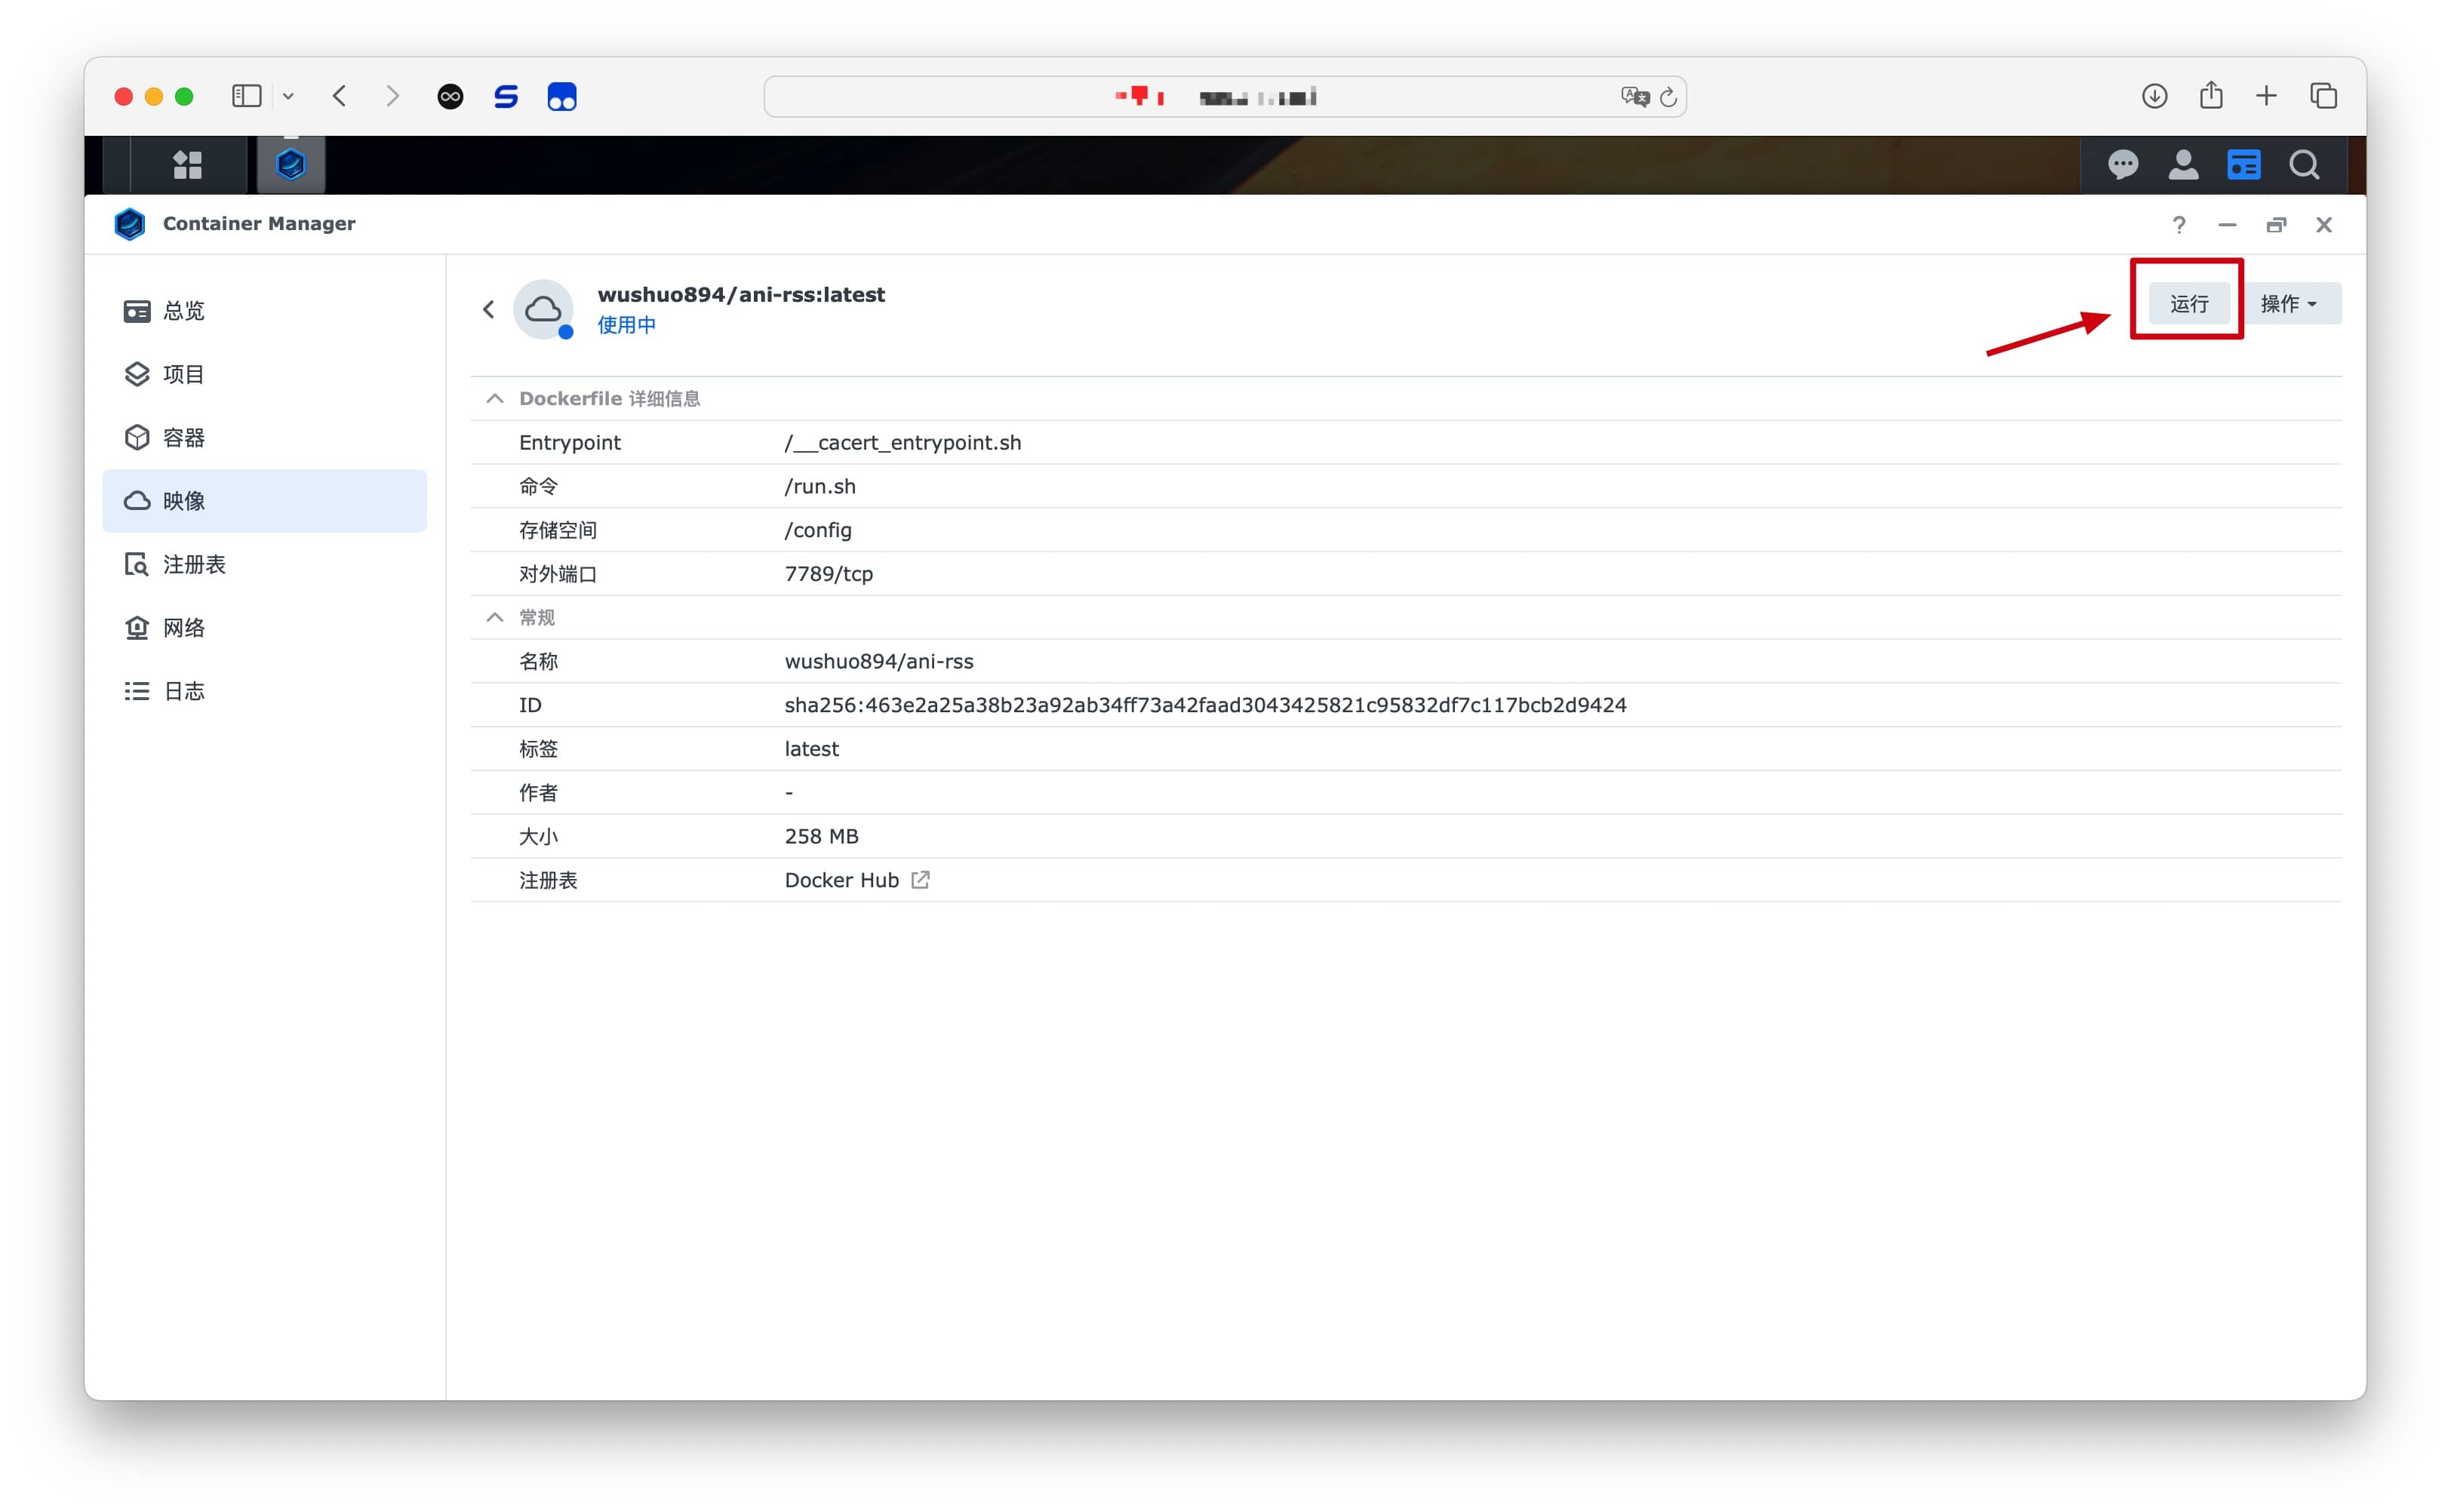 Container Manager
?
总览
项目
容器
映像
注册表
网络
日志
wushuo894/ani-rss:latest
使用中
运行
操作
Dockerfile 详细信息
Entrypoint /__cacert_entrypoint.sh
命令 /run.sh
存储空间 /config
对外端口 7789/tcp
常规
名称 wushuo894/ani-rss
ID sha256:463e2a25a38b23a92ab34ff73a42faad3043425821c95832df7c117bcb2d9424
标签 latest
作者 -
大小 258 MB
注册表 Docker Hub